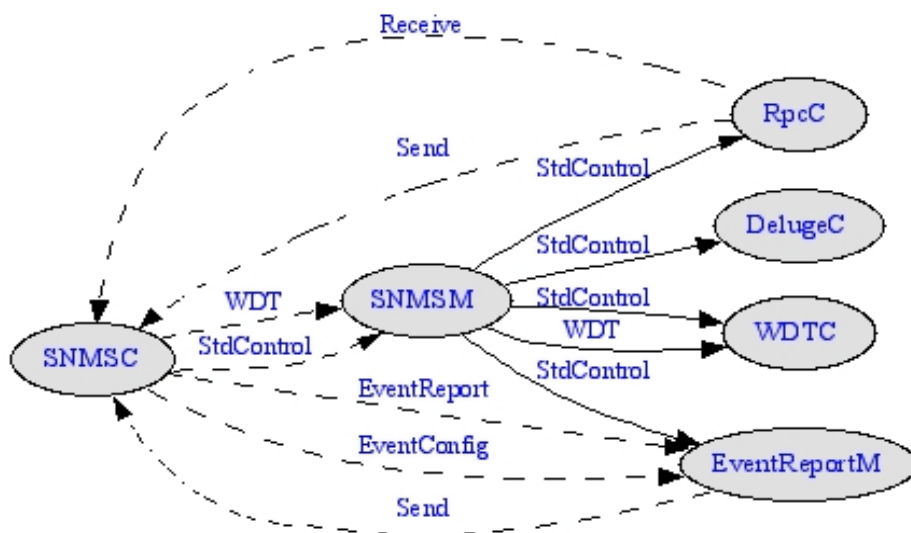 Receive
RpcC
Send
StdControl
DelugeC
StdControl
WDT
SNMSM
StdControl
WDT
WDTC
SNMSC
StdControl
StdControl
EventReport
EventConfig
EventReportM
Send